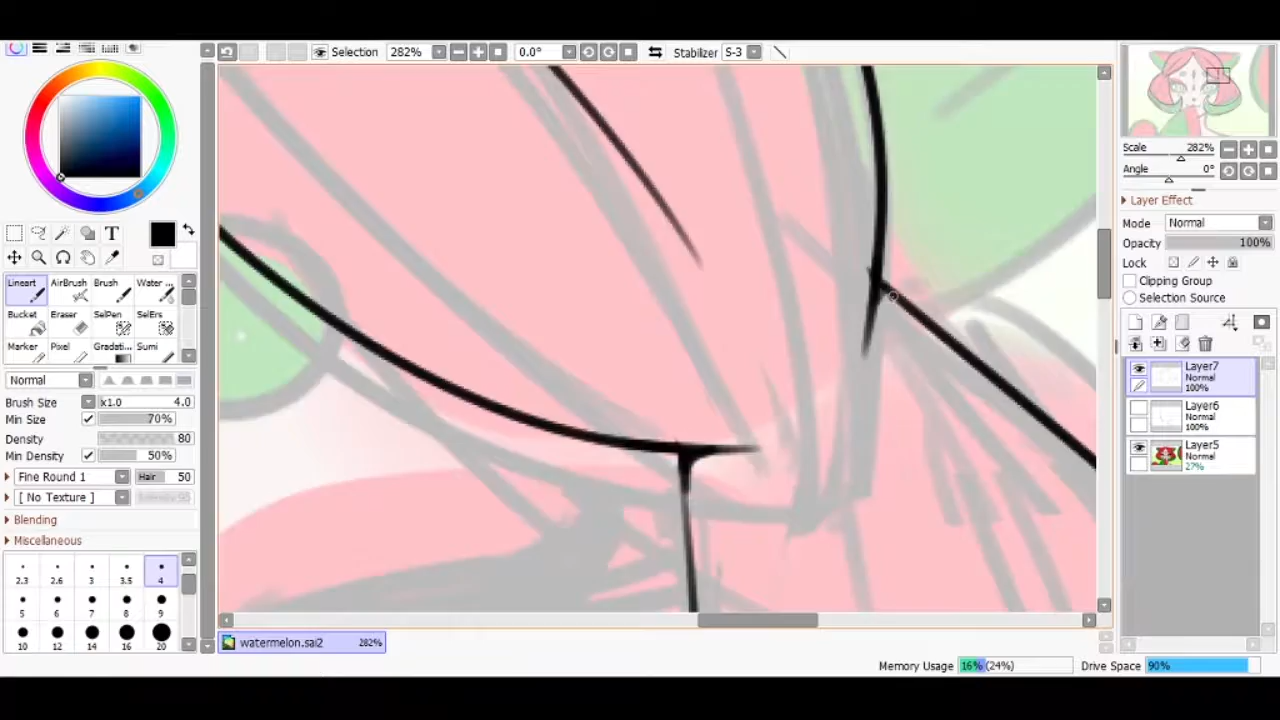 Selection 282% 0.0° Stabilizer S-3
Scale 282%
Angle 0°
Layer Effect
Mode Normal
Opacity 100%
Lock
Clipping Group
Selection Source
T
Lineart AirBrush Brush Water ...
Bucket Eraser SelPen SelErs
Marker Pixel Gradati... Sumi
Normal
Brush Size x1.0 4.0
Min Size 70%
Density 80
Min Density 50%
Fine Round 1 Hair 50
[ No Texture ]
Blending
Miscellaneous
2.3 2.6 3 3.5 4
5 6 7 8 9
10 12 14 16 20
Layer7
Normal
100%
Layer6
Normal
100%
Layer5
Normal
27%
watermelon.sai2 282%
Memory Usage 16% (24%) Drive Space 90%